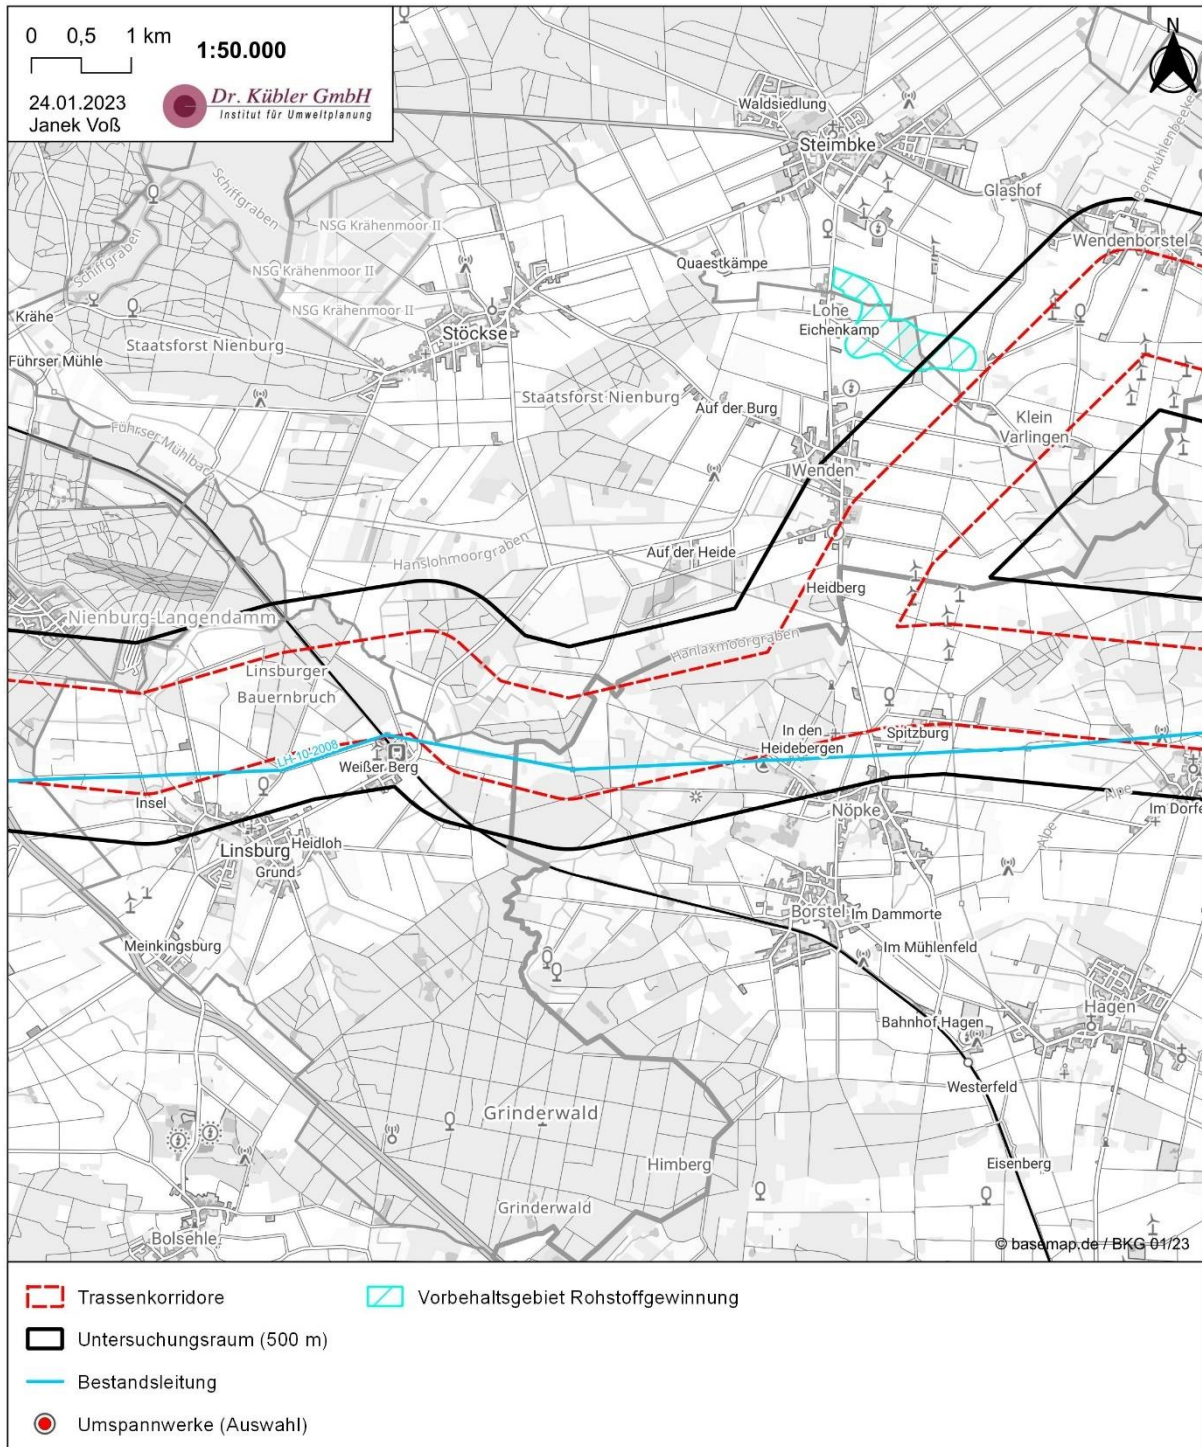 0 0,5 1 km
1:50.000
24.01.2023
Janek Voß
Dr. Kübler GmbH
Institut für Umweltplanung
N
Waldsiedlung
Steimbke
Glashof
Bornkühlenbeeke
Wendenborstel
Schiffgraben
NSG Krähenmoor II
Quaestkämpe
NSG Krähenmoor II
Schiffgraben
NSG Krähenmoor II
Krähe
Lohe
Eichenkamp
Stöckse
Staatsforst Nienburg
Führser Mühle
Staatsforst Nienburg
Auf der Burg
Klein
Varlingen
Führser Mühlbach
Wenden
Auf der Heide
Hanslohmoorgraben
Heidberg
Nienburg-Langendamm
Hanlaxmoorgraben
Linsburger
Bauernbruch
In den
Heidebergen
Spitzburg
LH-10-2008
Weißer Berg
Insel
Alpe
Im Dorfe
Nöpke
Alpe
Heidloh
Linsburg
Grund
Borstel
Im Dammorte
Meinkingsburg
Im Mühlenfeld
Hagen
Bahnhof Hagen
Westerfeld
Grinderwald
Himberg
Eisenberg
Grinderwald
Bolsehle
© basemap.de / BKG 01/23
Trassenkorridore
Vorbehaltsgebiet Rohstoffgewinnung
Untersuchungsraum (500 m)
Bestandsleitung
Umspannwerke (Auswahl)